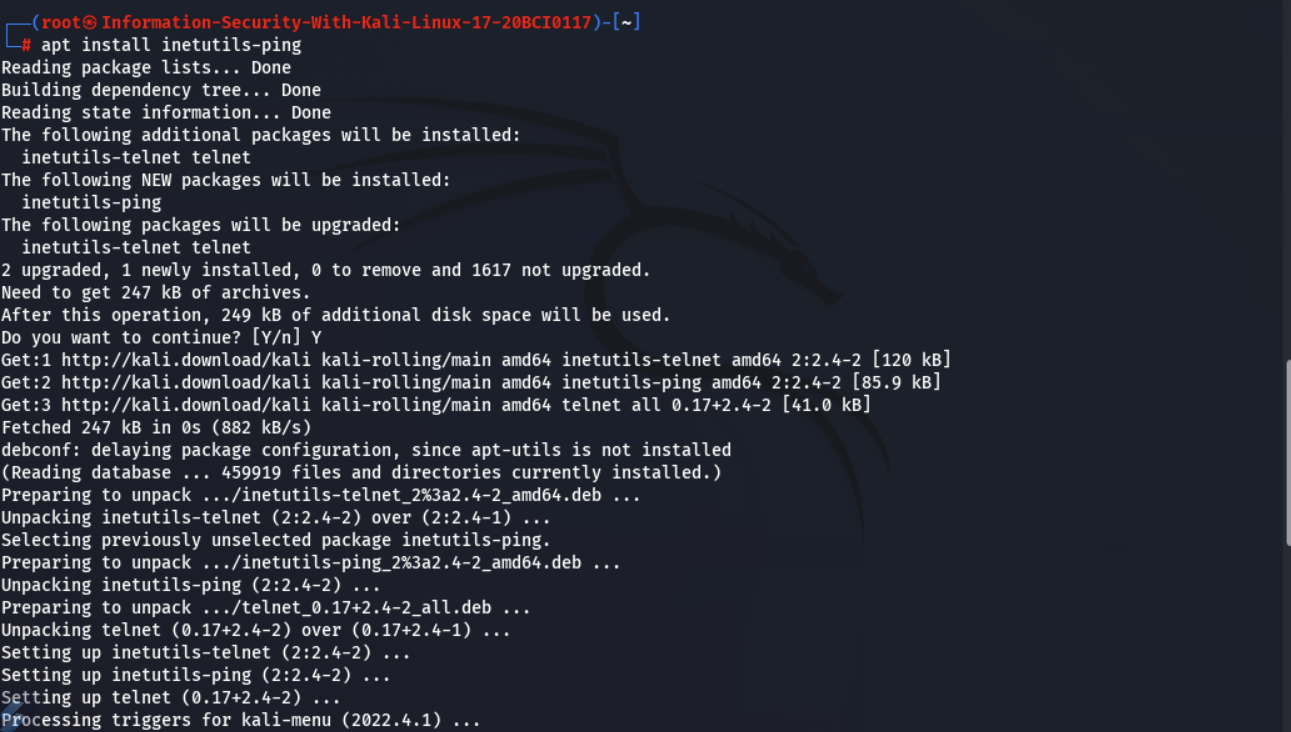 ┌──(root㉿Information-Security-With-Kali-Linux-17-20BCI0117)-[~]
└─# apt install inetutils-ping
Reading package lists... Done
Building dependency tree... Done
Reading state information... Done
The following additional packages will be installed:
  inetutils-telnet telnet
The following NEW packages will be installed:
  inetutils-ping
The following packages will be upgraded:
  inetutils-telnet telnet
2 upgraded, 1 newly installed, 0 to remove and 1617 not upgraded.
Need to get 247 kB of archives.
After this operation, 249 kB of additional disk space will be used.
Do you want to continue? [Y/n] Y
Get:1 http://kali.download/kali kali-rolling/main amd64 inetutils-telnet amd64 2:2.4-2 [120 kB]
Get:2 http://kali.download/kali kali-rolling/main amd64 inetutils-ping amd64 2:2.4-2 [85.9 kB]
Get:3 http://kali.download/kali kali-rolling/main amd64 telnet all 0.17+2.4-2 [41.0 kB]
Fetched 247 kB in 0s (882 kB/s)
debconf: delaying package configuration, since apt-utils is not installed
(Reading database ... 459919 files and directories currently installed.)
Preparing to unpack .../inetutils-telnet_2%3a2.4-2_amd64.deb ...
Unpacking inetutils-telnet (2:2.4-2) over (2:2.4-1) ...
Selecting previously unselected package inetutils-ping.
Preparing to unpack .../inetutils-ping_2%3a2.4-2_amd64.deb ...
Unpacking inetutils-ping (2:2.4-2) ...
Preparing to unpack .../telnet_0.17+2.4-2_all.deb ...
Unpacking telnet (0.17+2.4-2) over (0.17+2.4-1) ...
Setting up inetutils-telnet (2:2.4-2) ...
Setting up inetutils-ping (2:2.4-2) ...
Setting up telnet (0.17+2.4-2) ...
Processing triggers for kali-menu (2022.4.1) ...